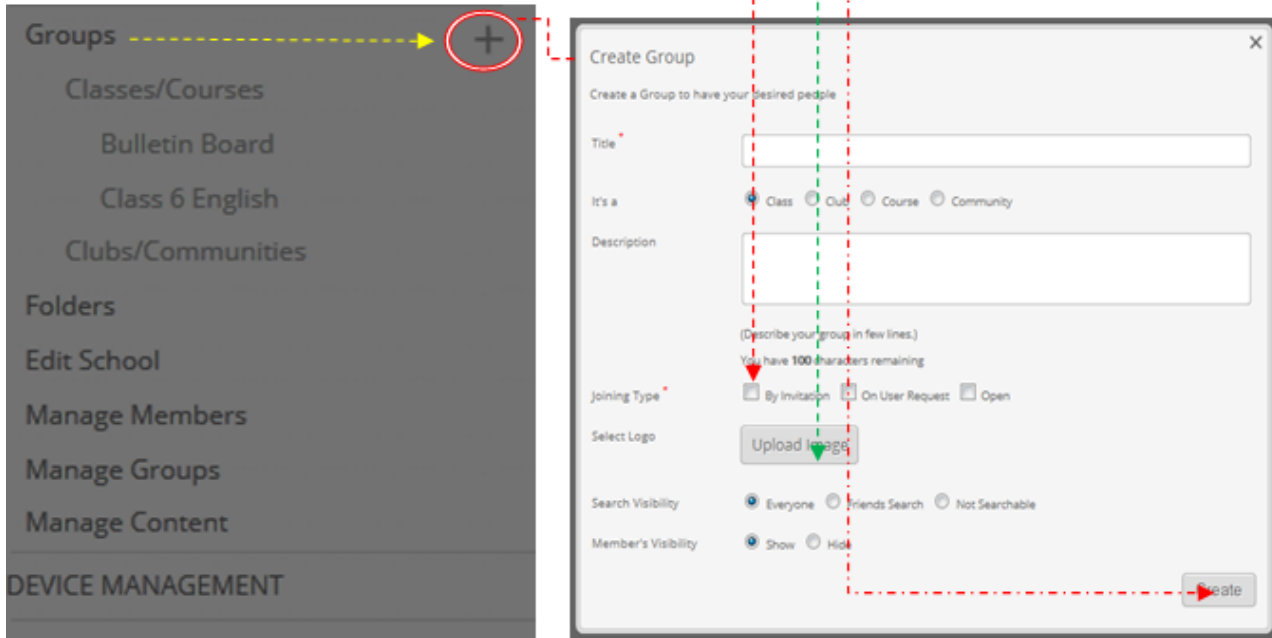 Groups +
Classes/Courses
Bulletin Board
Class 6 English
Clubs/Communities
Folders
Edit School
Manage Members
Manage Groups
Manage Content
DEVICE MANAGEMENT
Create Group
Create a Group to have your desired people
Title *
It's a Class Club Course Community
Description
(Describe your group in few lines.)
You have 100 characters remaining
Joining Type * By Invitation On User Request Open
Select Logo Upload Image
Search Visibility Everyone Friends Search Not Searchable
Member's Visibility Show Hide
Create